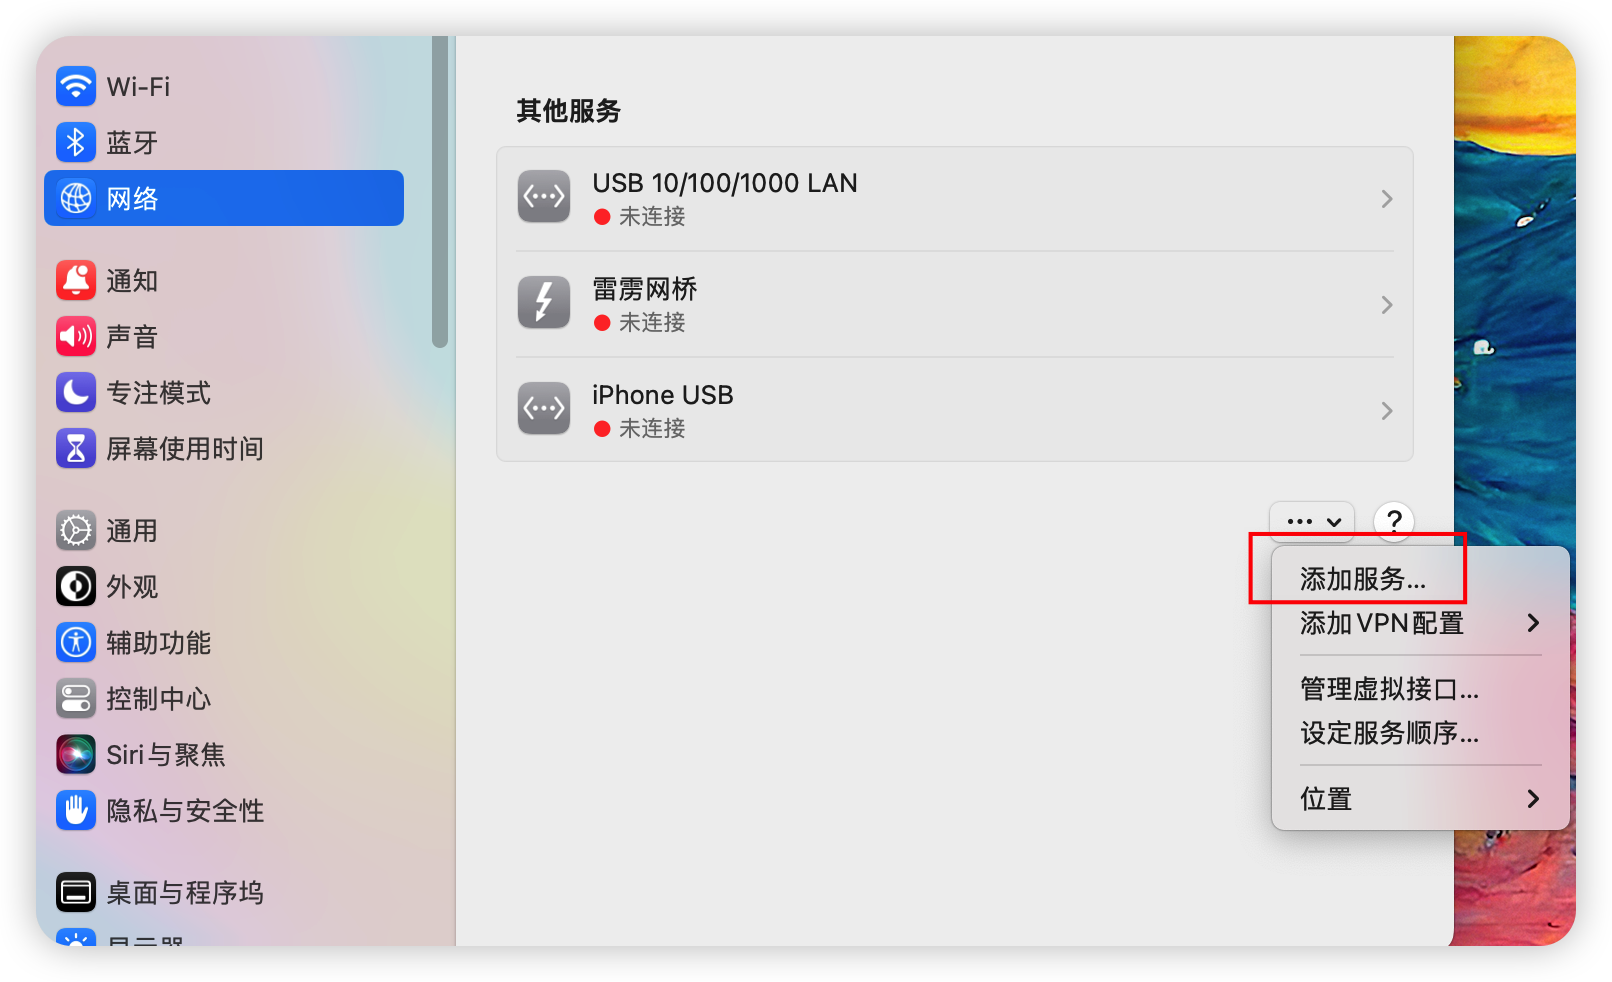 Wi-Fi
蓝牙
网络
通知
声音
专注模式
屏幕使用时间
通用
外观
辅助功能
控制中心
Siri与聚焦
隐私与安全性
桌面与程序坞
显示器
其他服务
USB 10/100/1000 LAN
未连接
雷雳网桥
未连接
iPhone USB
未连接
?
添加服务...
添加VPN配置
管理虚拟接口...
设定服务顺序...
位置